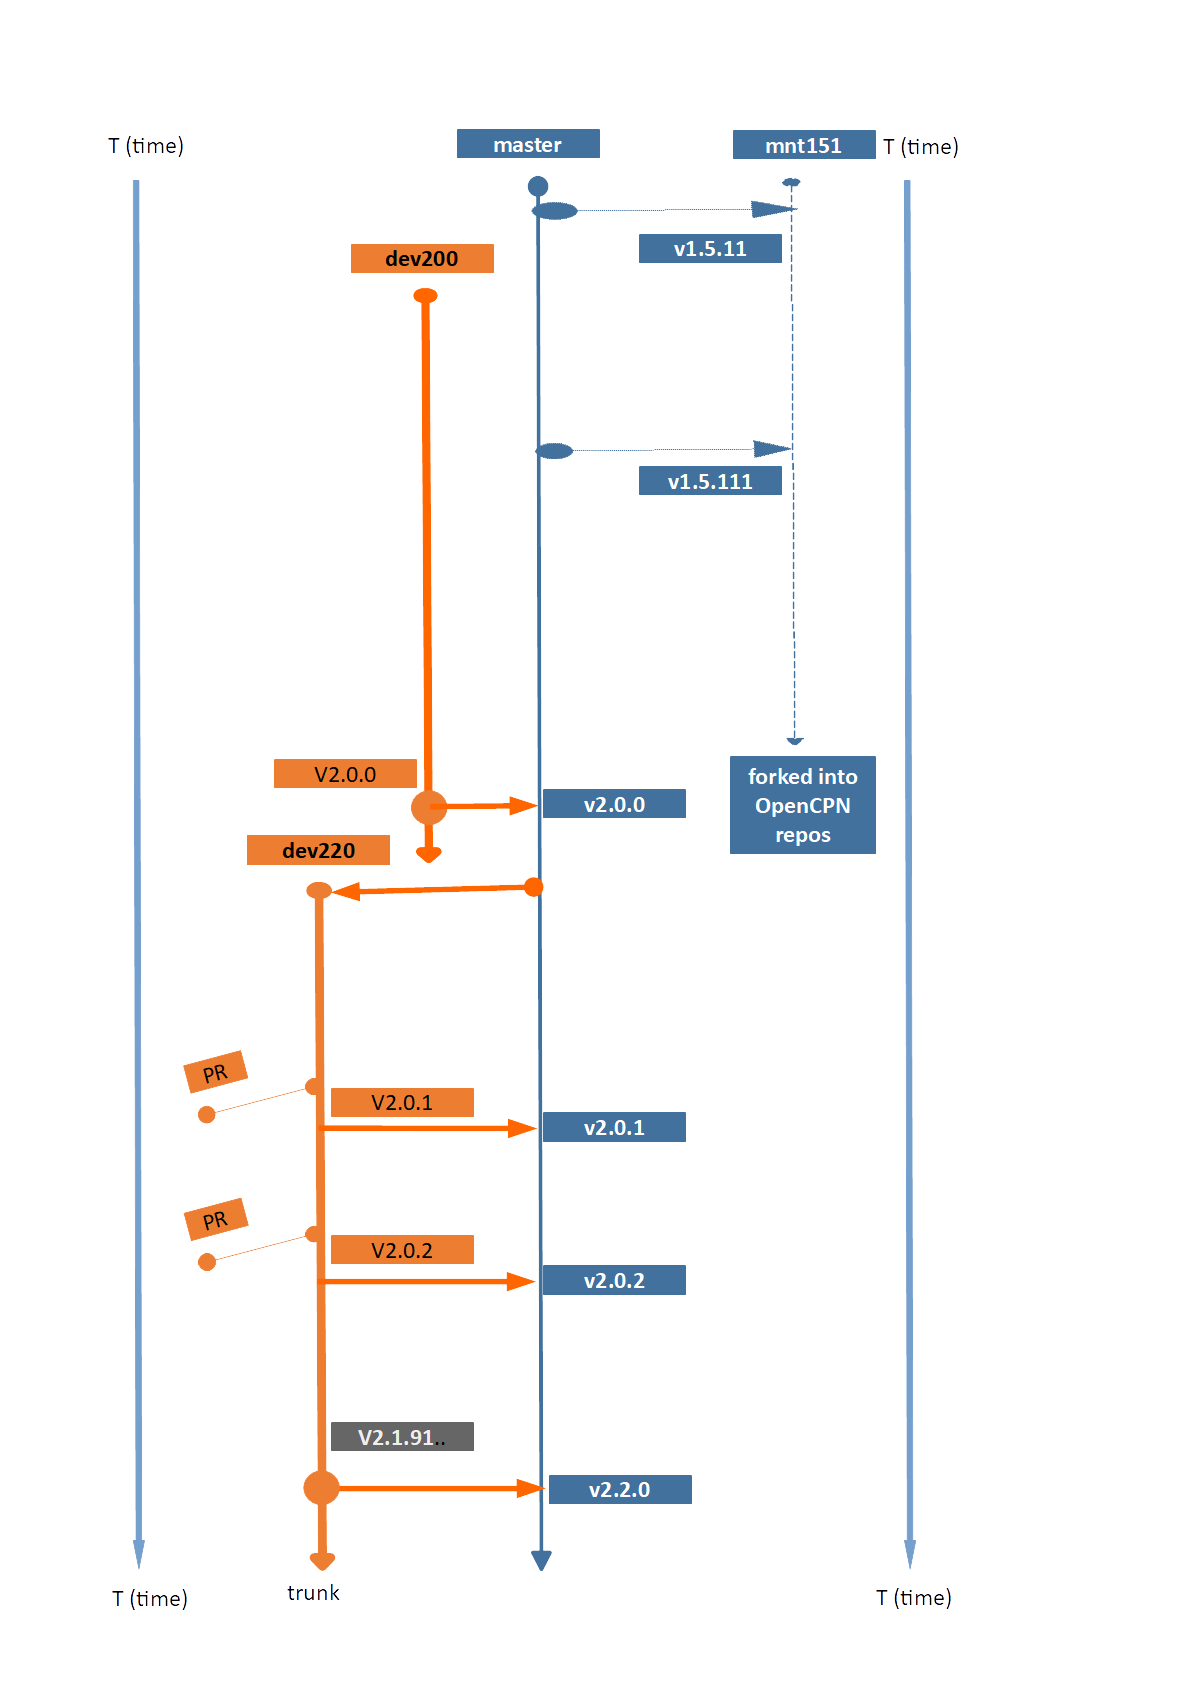 T (time)
master
mnt151
T (time)
v1.5.11
dev200
v1.5.111
V2.0.0
forked into
OpenCPN
repos
v2.0.0
dev220
PR
V2.0.1
v2.0.1
PR
V2.0.2
v2.0.2
V2.1.91..
v2.2.0
trunk
T (time)
T (time)